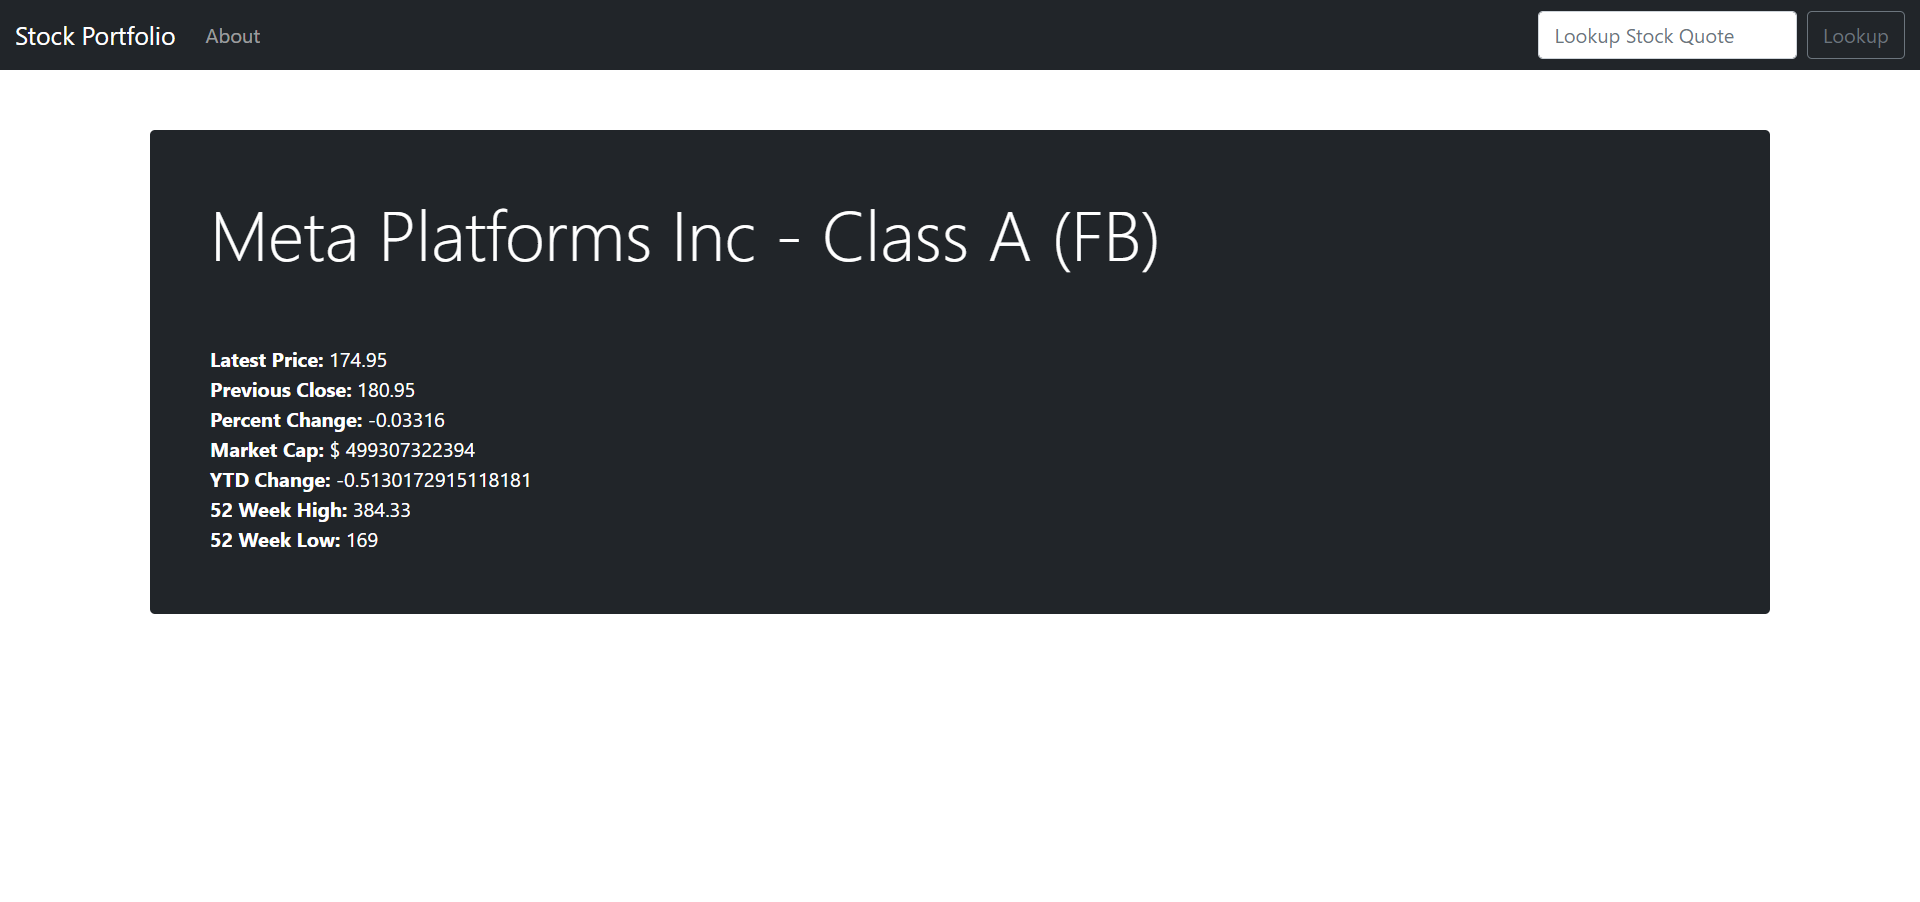 Stock Portfolio About Lookup Stock Quote Lookup
Meta Platforms Inc - Class A (FB)
Latest Price: 174.95
Previous Close: 180.95
Percent Change: -0.03316
Market Cap: $ 499307322394
YTD Change: -0.5130172915118181
52 Week High: 384.33
52 Week Low: 169